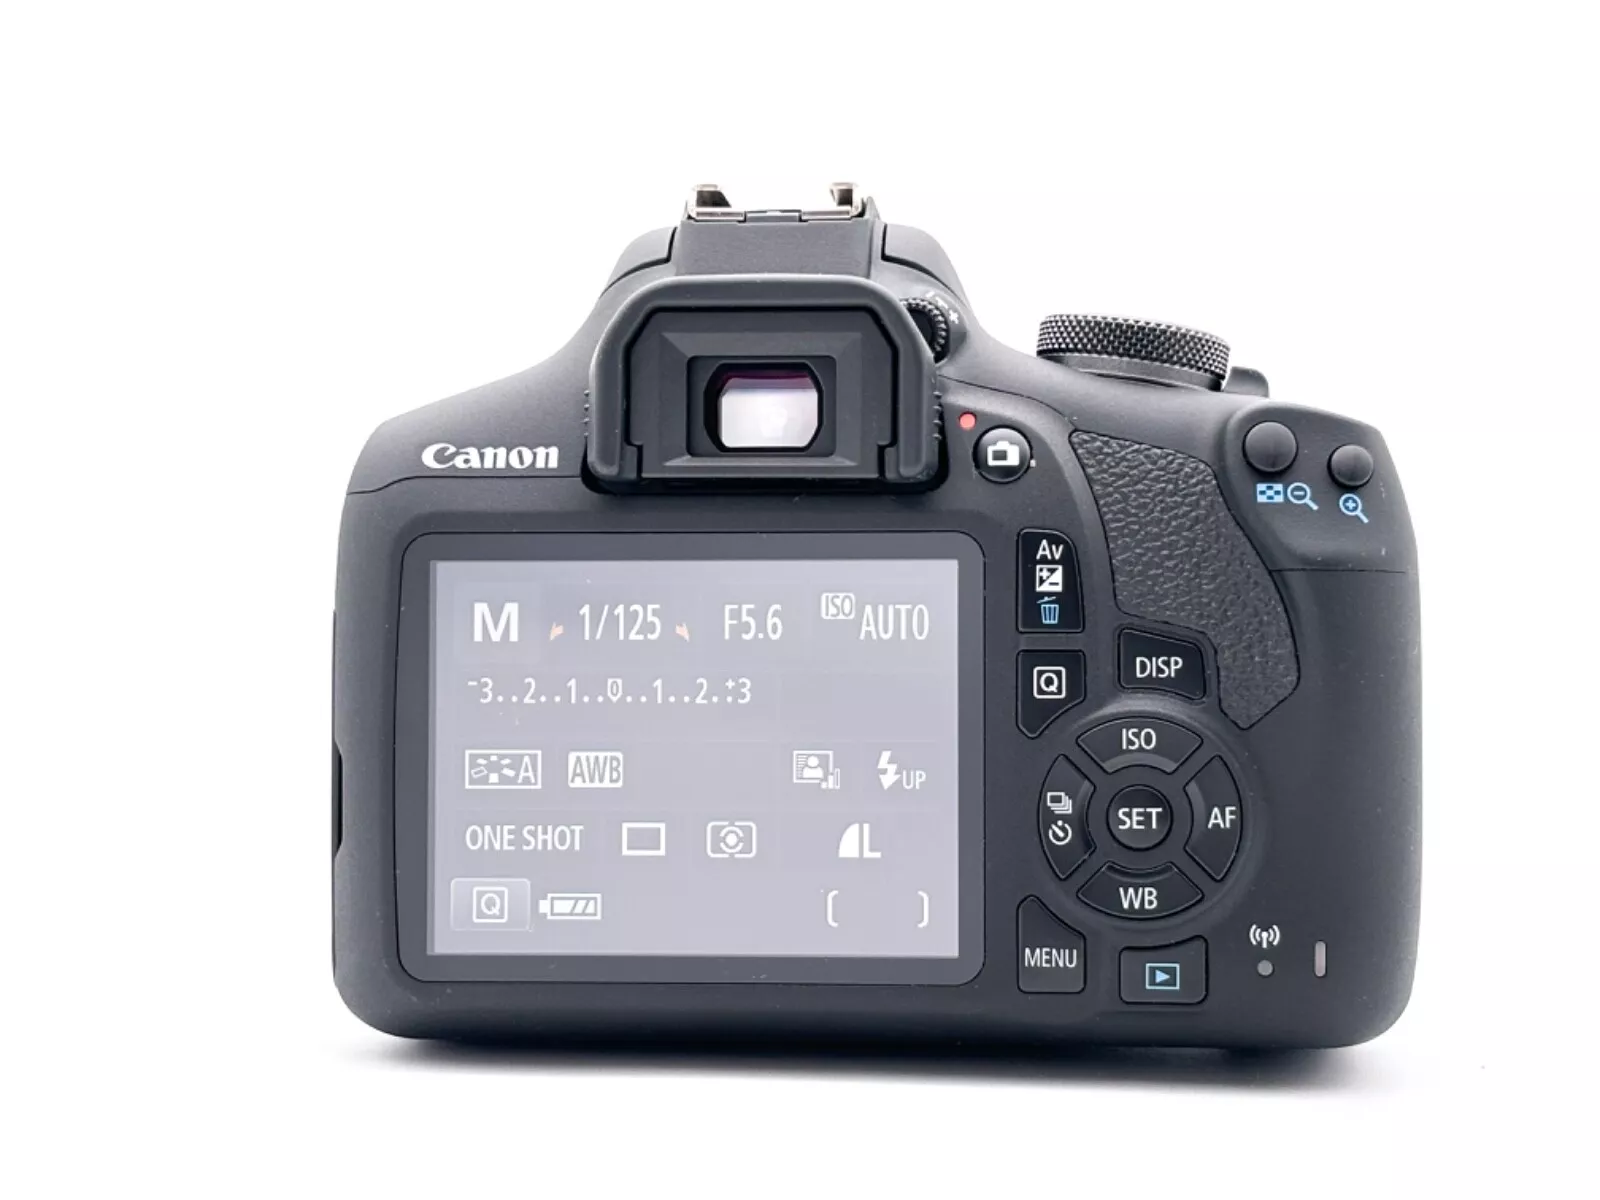 Canon
M 1/125 F5.6 ISO AUTO
-3..2..1..0..1..2.:+3
A AWB UP
ONE SHOT L
Q
Av
Q DISP
ISO
SET AF
WB
MENU